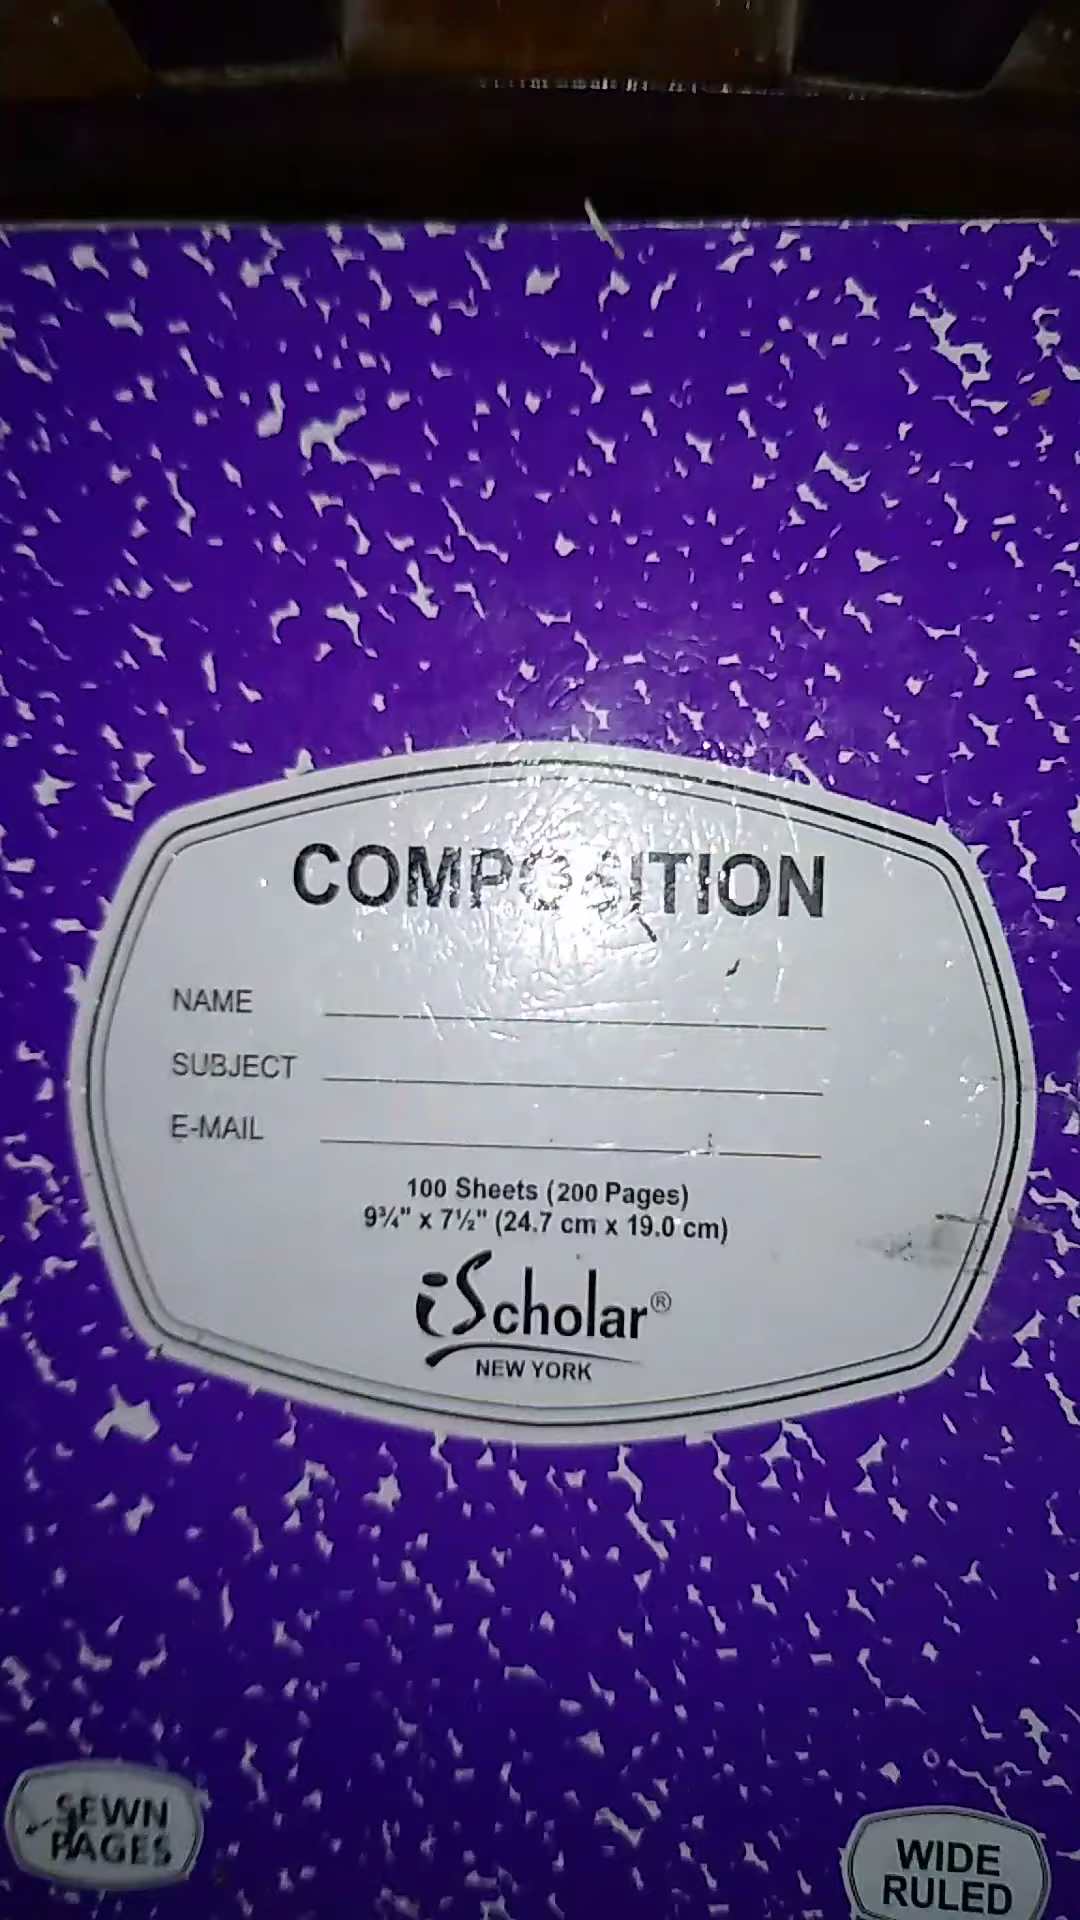 COMPOSITION
NAME
SUBJECT
E-MAIL
100 Sheets (200 Pages)
9¾" x 7½" (24.7 cm x 19.0 cm)
iScholar®
NEW YORK
SEWN
PAGES
WIDE
RULED